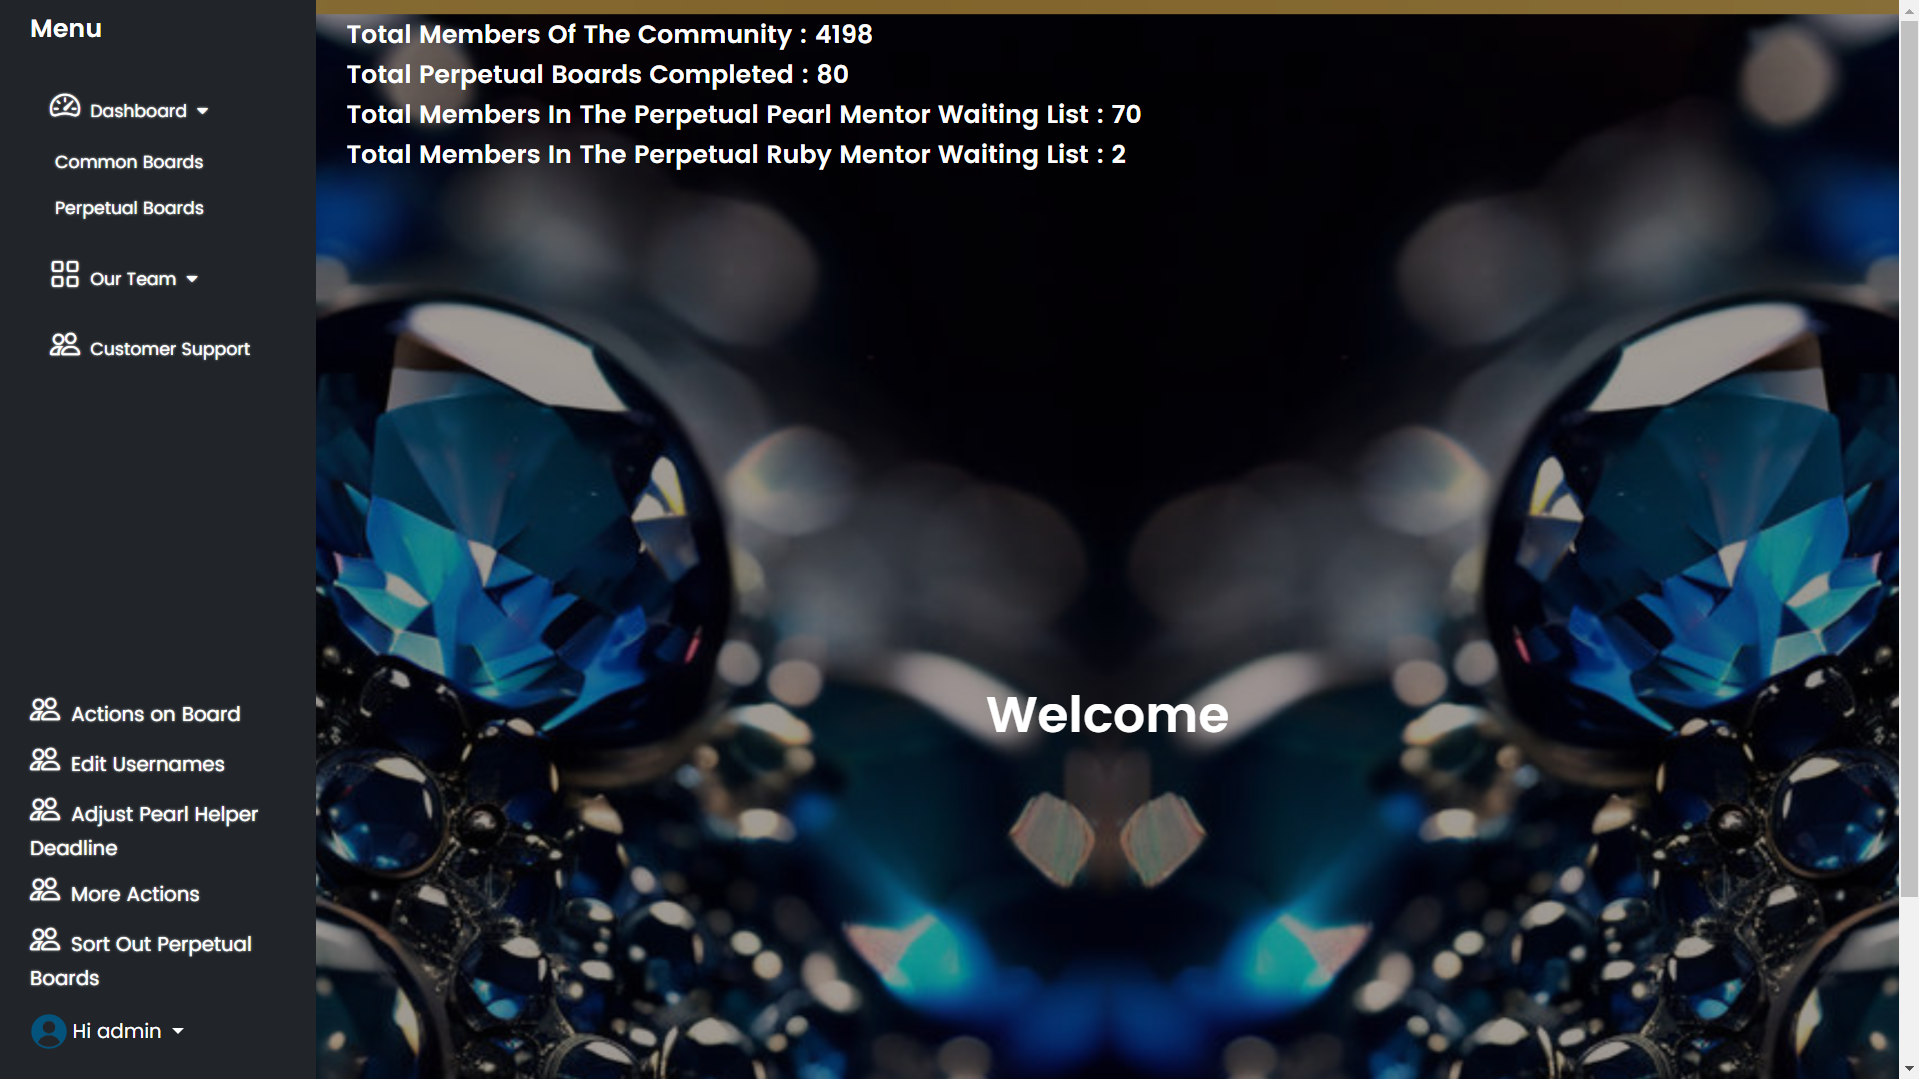 Menu
Dashboard
Common Boards
Perpetual Boards
Our Team
Customer Support
Actions on Board
Edit Usernames
Adjust Pearl Helper
Deadline
More Actions
Sort Out Perpetual
Boards
Hi admin
Total Members Of The Community : 4198
Total Perpetual Boards Completed : 80
Total Members In The Perpetual Pearl Mentor Waiting List : 70
Total Members In The Perpetual Ruby Mentor Waiting List : 2
Welcome